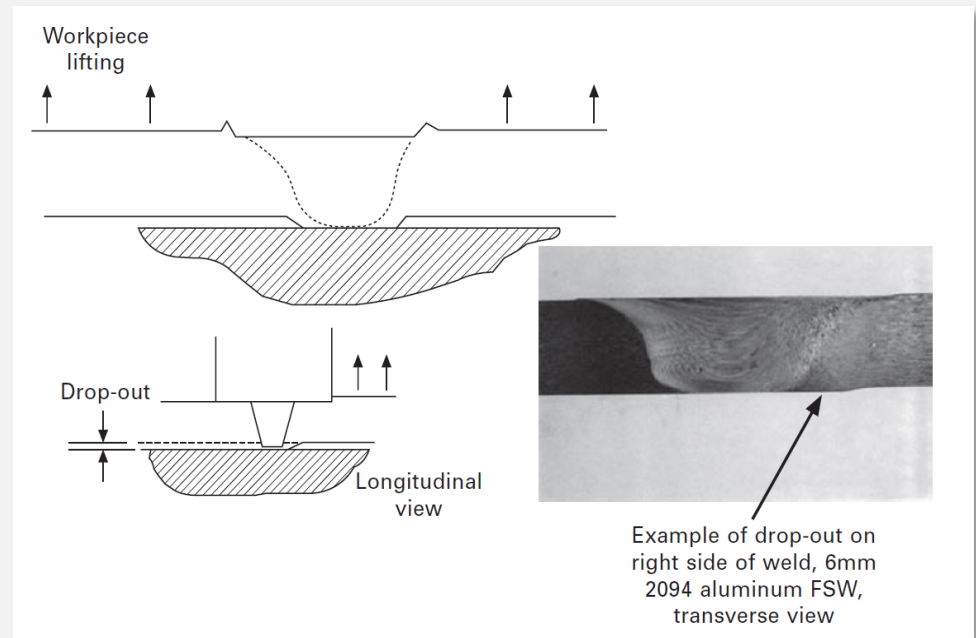 Workpiece
lifting
Drop-out
Longitudinal
view
Example of drop-out on
right side of weld, 6mm
2094 aluminum FSW,
transverse view